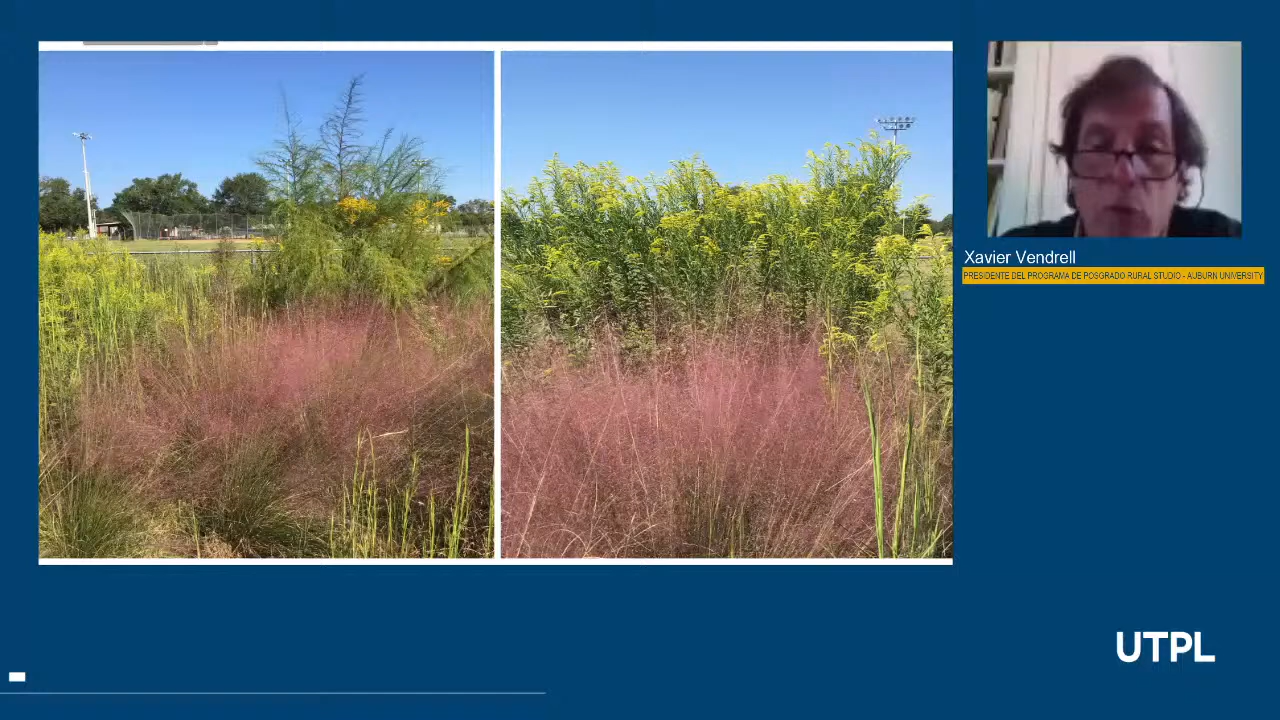 Xavier Vendrell
PRESIDENTE DEL PROGRAMA DE POSGRADO RURAL STUDIO - AUBURN UNIVERSITY
UTPL